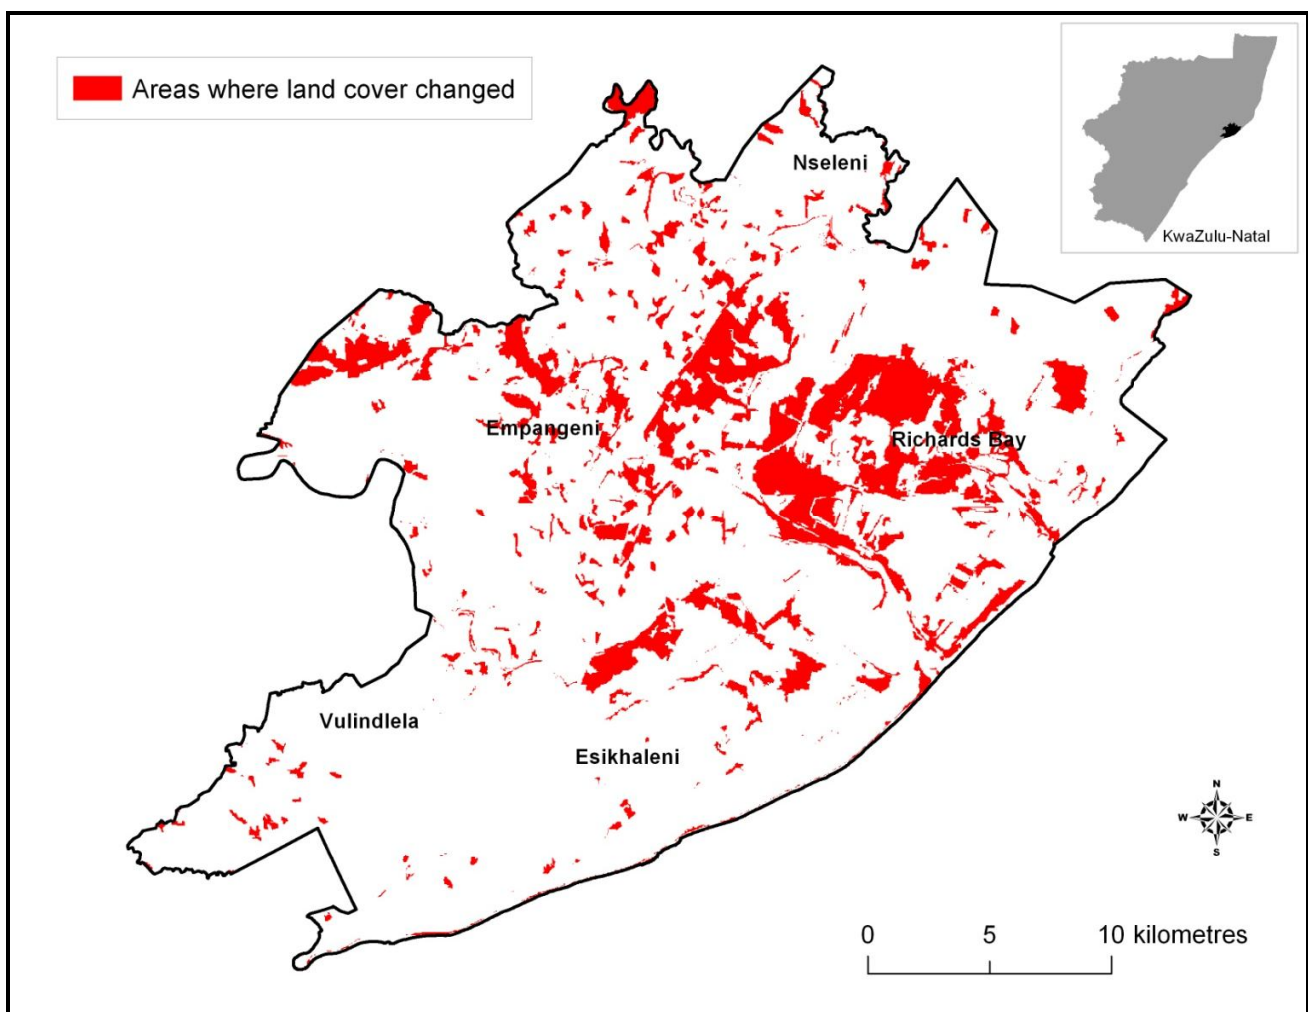 Areas where land cover changed
Nseleni
KwaZulu-Natal
Empangeni
Richards Bay
Vulindlela
Esikhaleni
N
W E
S
0 5 10 kilometres